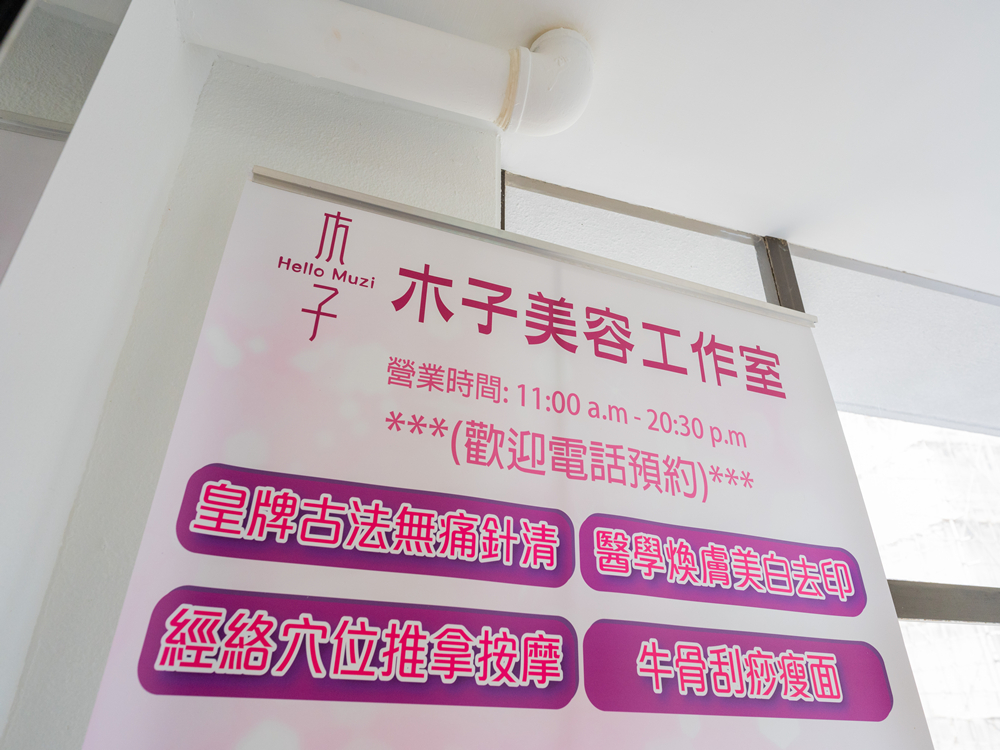 木
Hello Muzi
子
木子美容工作室
營業時間: 11:00 a.m - 20:30 p.m
***(歡迎電話預約)***
皇牌古法無痛針清
醫學煥膚美白去印
經絡穴位推拿按摩
牛骨刮痧瘦面